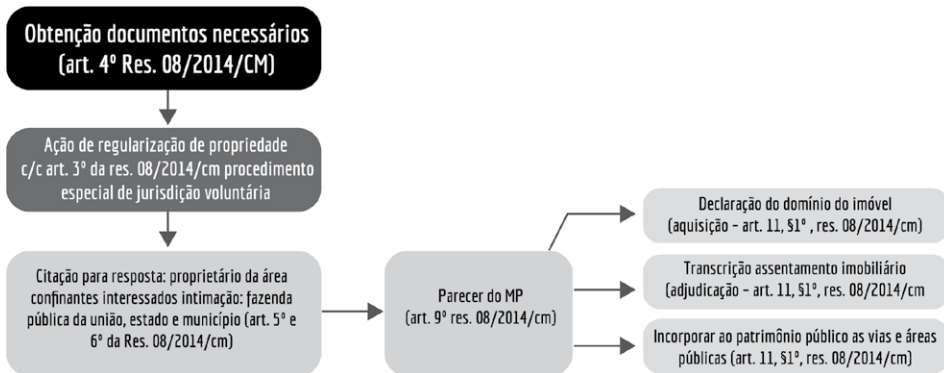 Obtenção documentos necessários
(art. 4º Res. 08/2014/CM)
Ação de regularização de propriedade
c/c art. 3º da res. 08/2014/cm procedimento
especial de jurisdição voluntária
Citação para resposta: proprietário da área
confinantes interessados intimação: fazenda
pública da união, estado e município (art. 5º e
6º da Res. 08/2014/cm)
Parecer do MP
(art. 9º res. 08/2014/cm)
Declaração do domínio do imóvel
(aquisição – art. 11, §1º , res. 08/2014/cm)
Transcrição assentamento imobiliário
(adjudicação – art. 11, §1º, res. 08/2014/cm
Incorporar ao patrimônio público as vias e áreas
públicas (art. 11, §1º, res. 08/2014/cm)